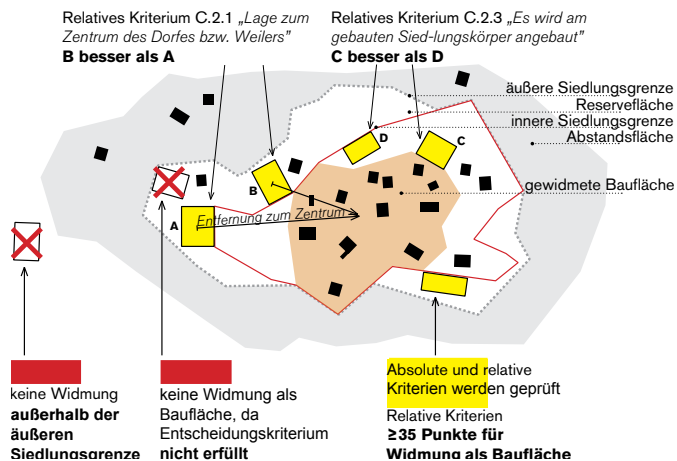 Relatives Kriterium C.2.1 „Lage zum
Zentrum des Dorfes bzw. Weilers"
B besser als A
Relatives Kriterium C.2.3 „Es wird am
gebauten Sied-lungskörper angebaut"
C besser als D
äußere Siedlungsgrenze
Reservefläche
innere Siedlungsgrenze
Abstandsfläche
gewidmete Baufläche
D
C
B
A
Entfernung zum Zentrum
keine Widmung
außerhalb der
äußeren
Siedlungsgrenze
keine Widmung als
Baufläche, da
Entscheidungskriterium
nicht erfüllt
Absolute und relative
Kriterien werden geprüft
Relative Kriterien
≥35 Punkte für
Widmung als Baufläche